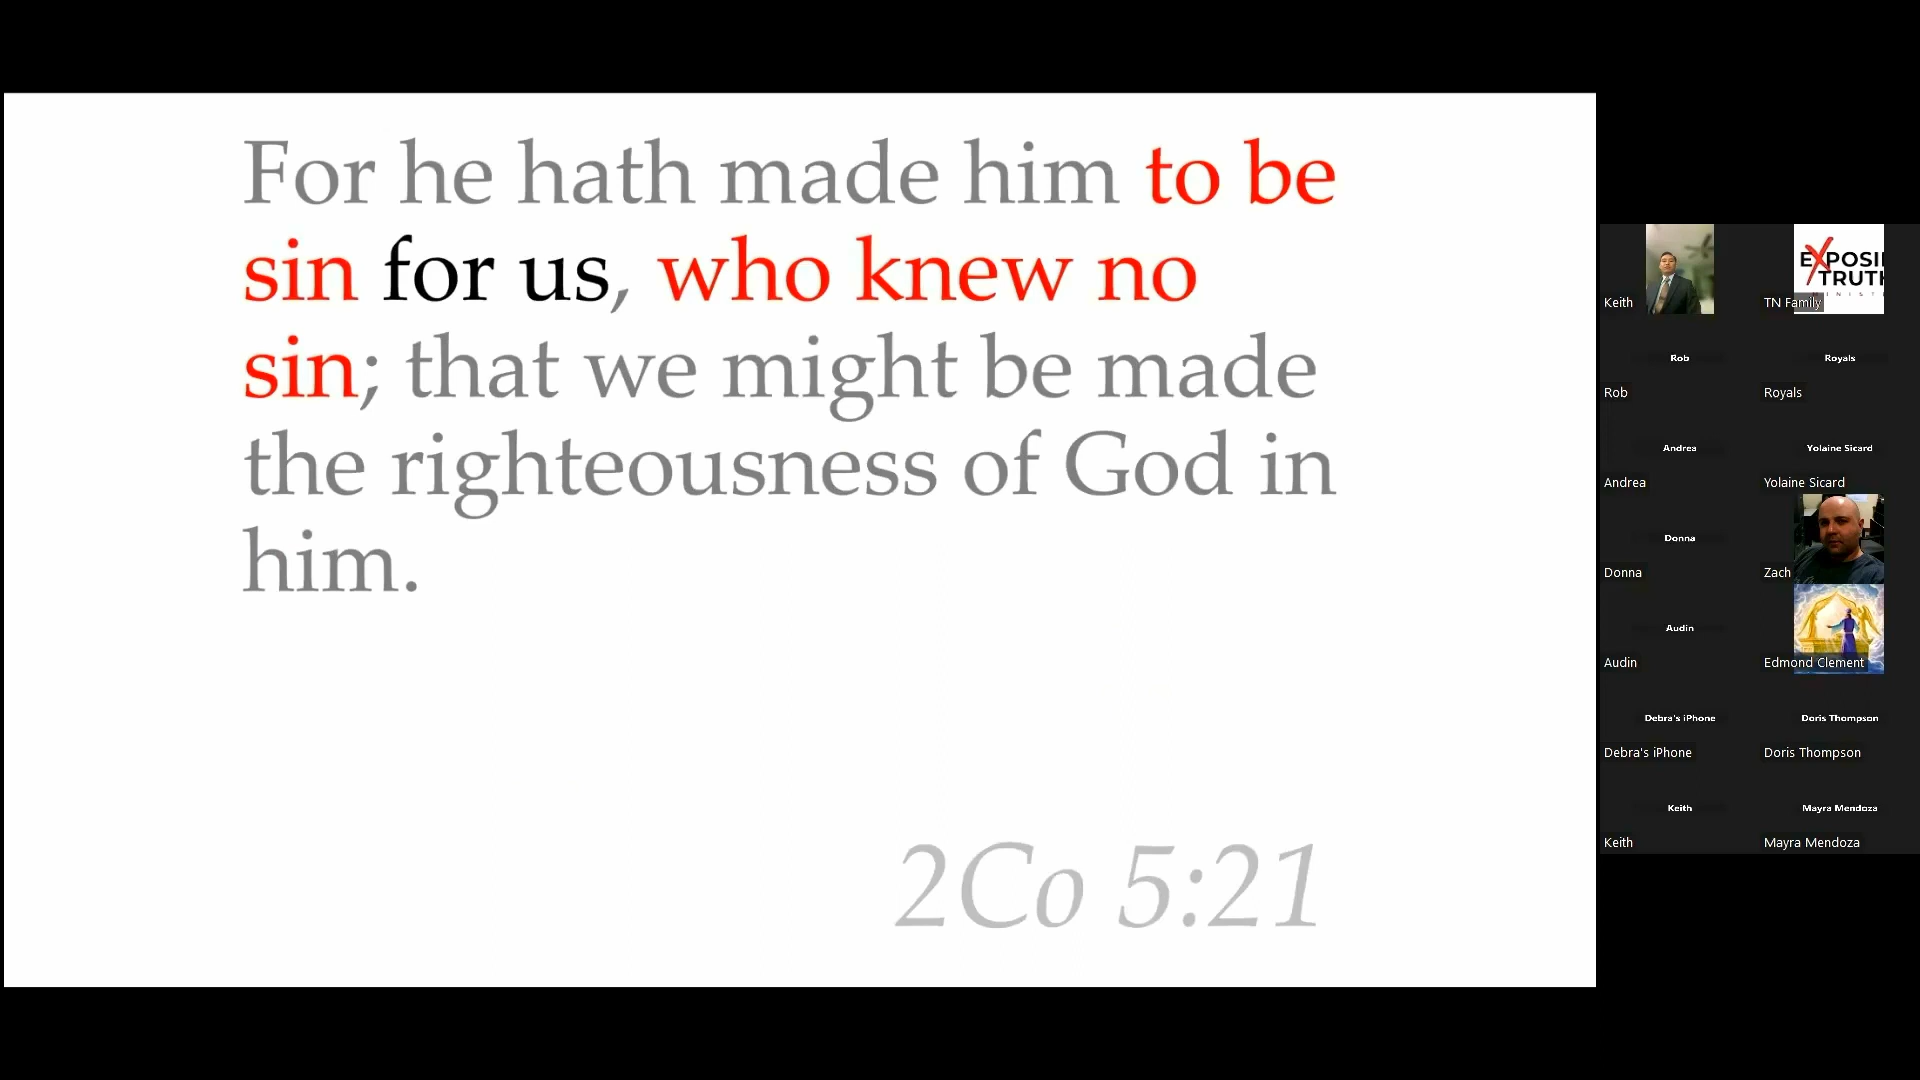 For he hath made him to be
sin for us, who knew no
sin; that we might be made
the righteousness of God in
him.
2Co 5:21
Keith
EXPOSI
TRUTH
TN Family
Rob
Rob
Royals
Royals
Andrea
Andrea
Yolaine Sicard
Yolaine Sicard
Donna
Donna
Zach
Audin
Audin
Edmond Clement
Debra's iPhone
Debra's iPhone
Doris Thompson
Doris Thompson
Keith
Keith
Mayra Mendoza
Mayra Mendoza